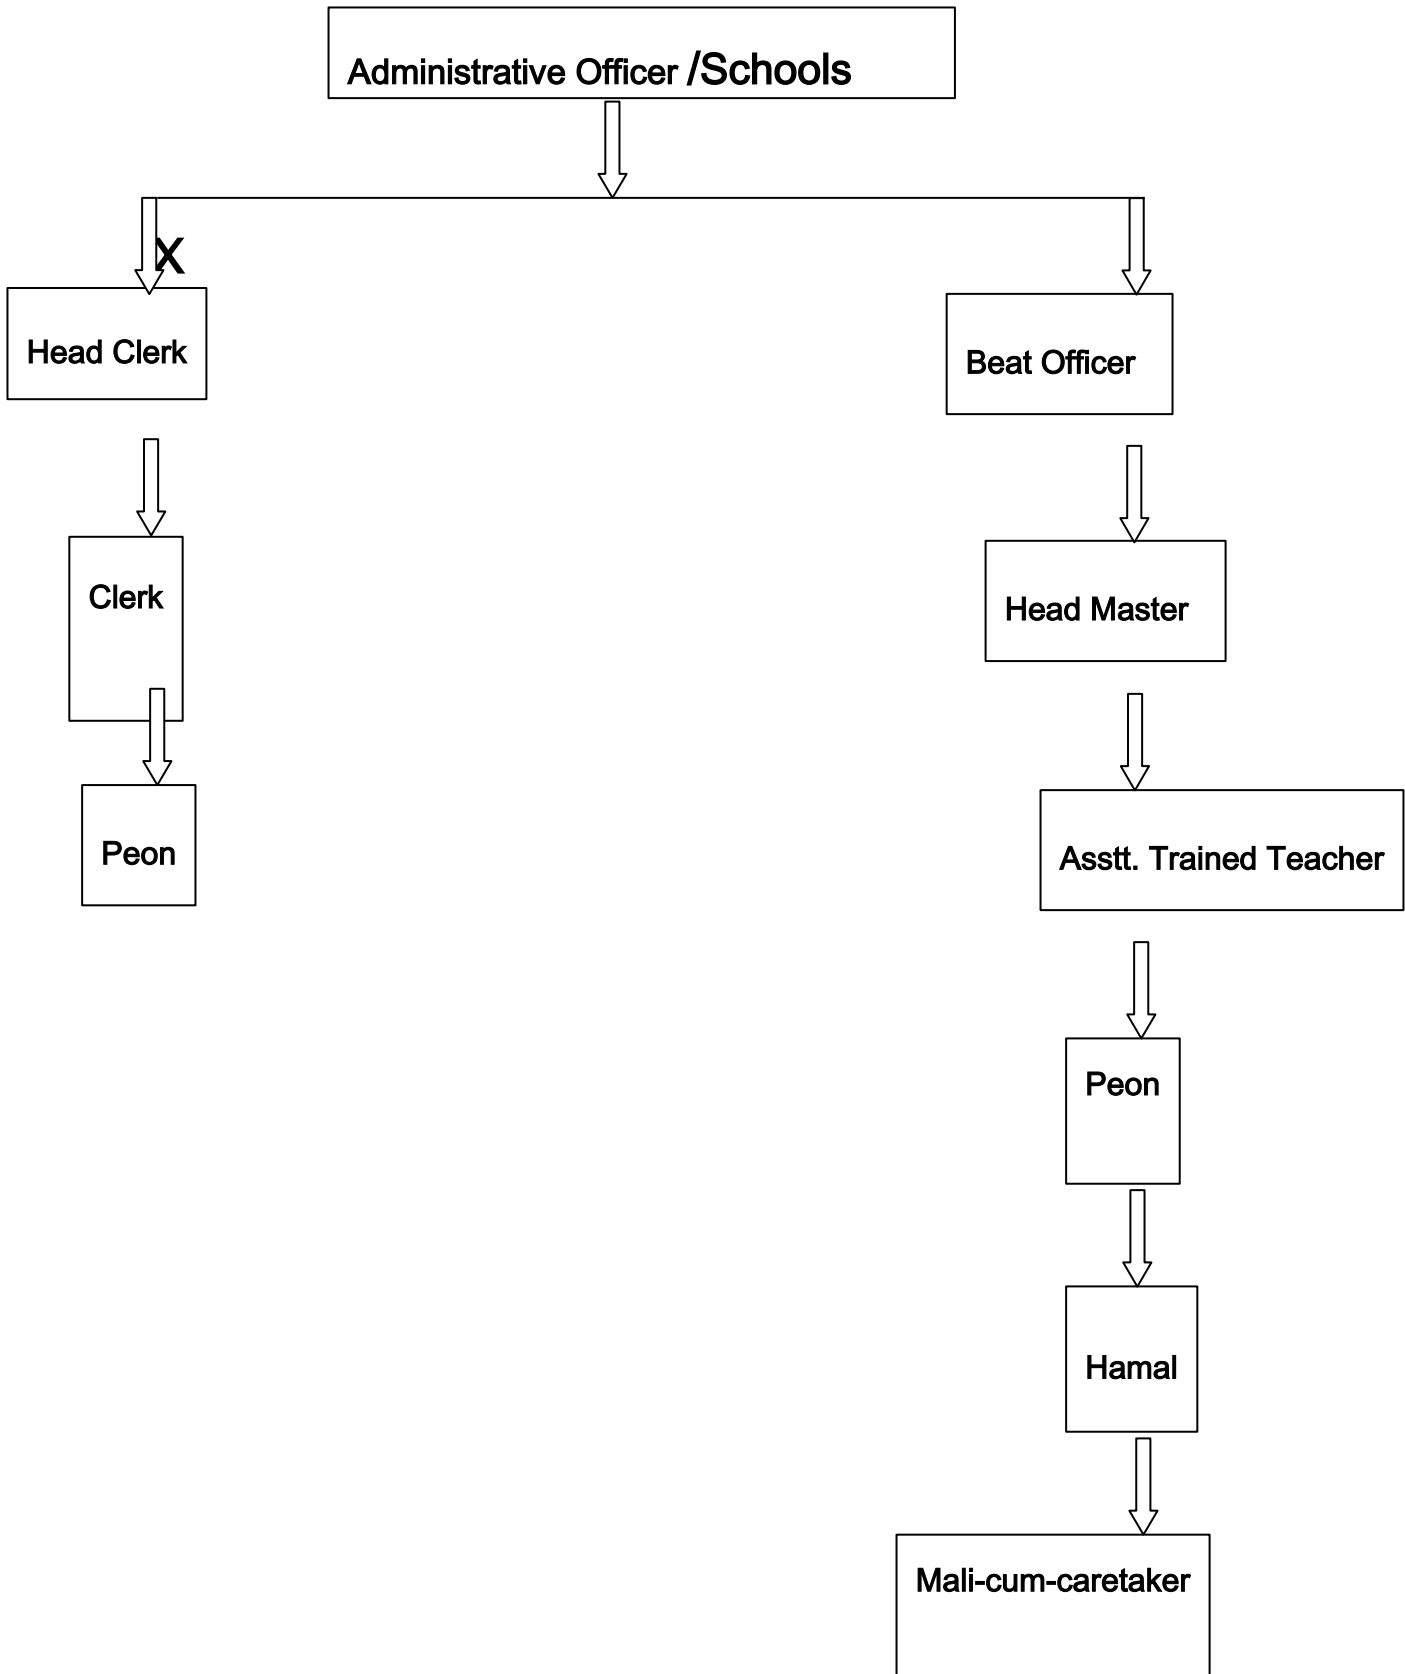 Administrative Officer /Schools
X
Head Clerk
Beat Officer
Clerk
Head Master
Peon
Asstt. Trained Teacher
Peon
Hamal
Mali-cum-caretaker